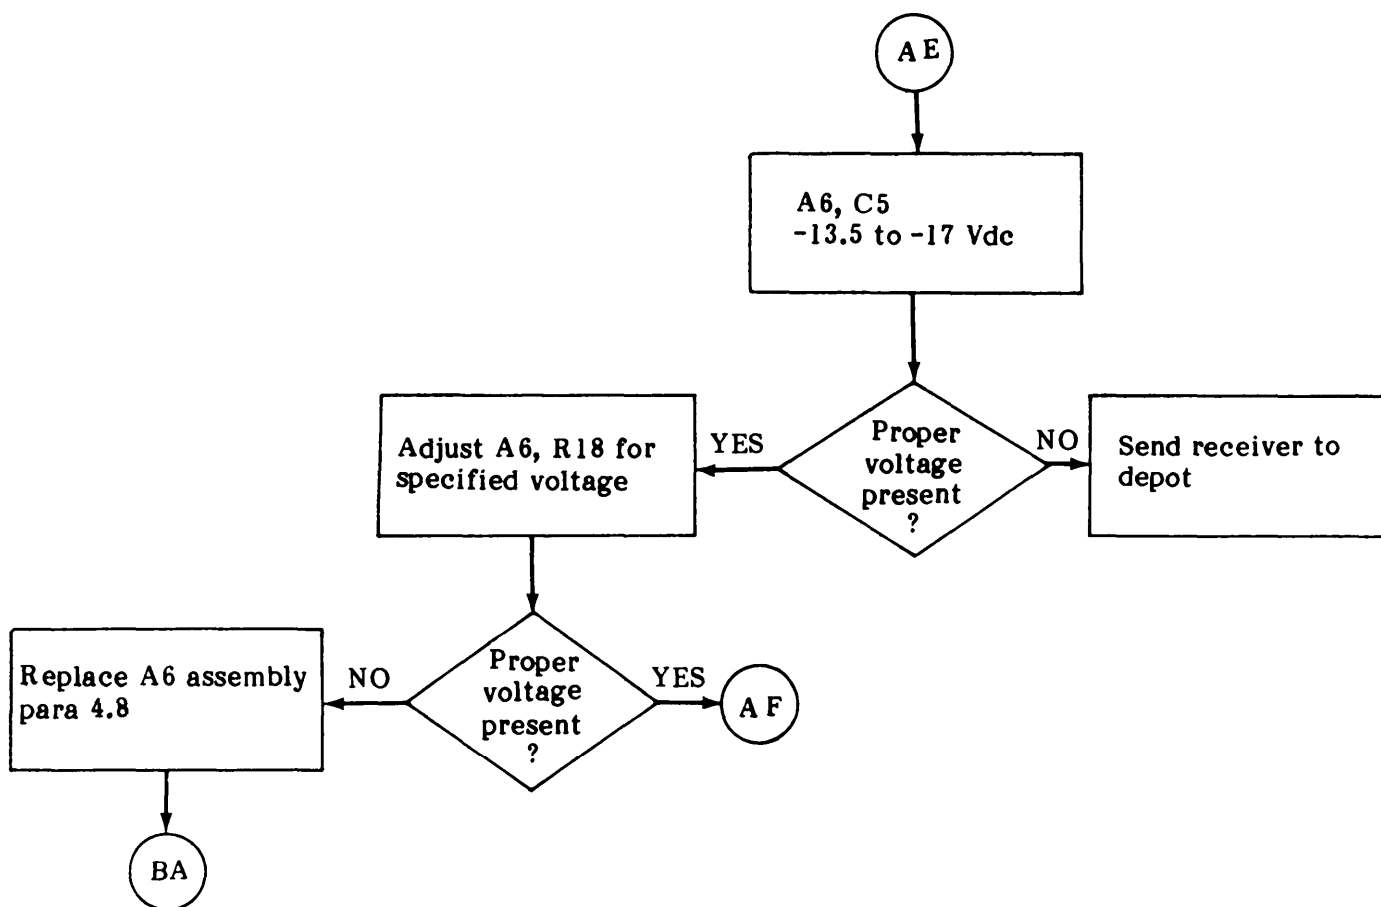 AE
A6, C5
-13.5 to -17 Vdc
Adjust A6, R18 for
specified voltage
YES
Proper
voltage
present
?
NO
Send receiver to
depot
Replace A6 assembly
para 4.8
NO
Proper
voltage
present
?
YES
AF
BA